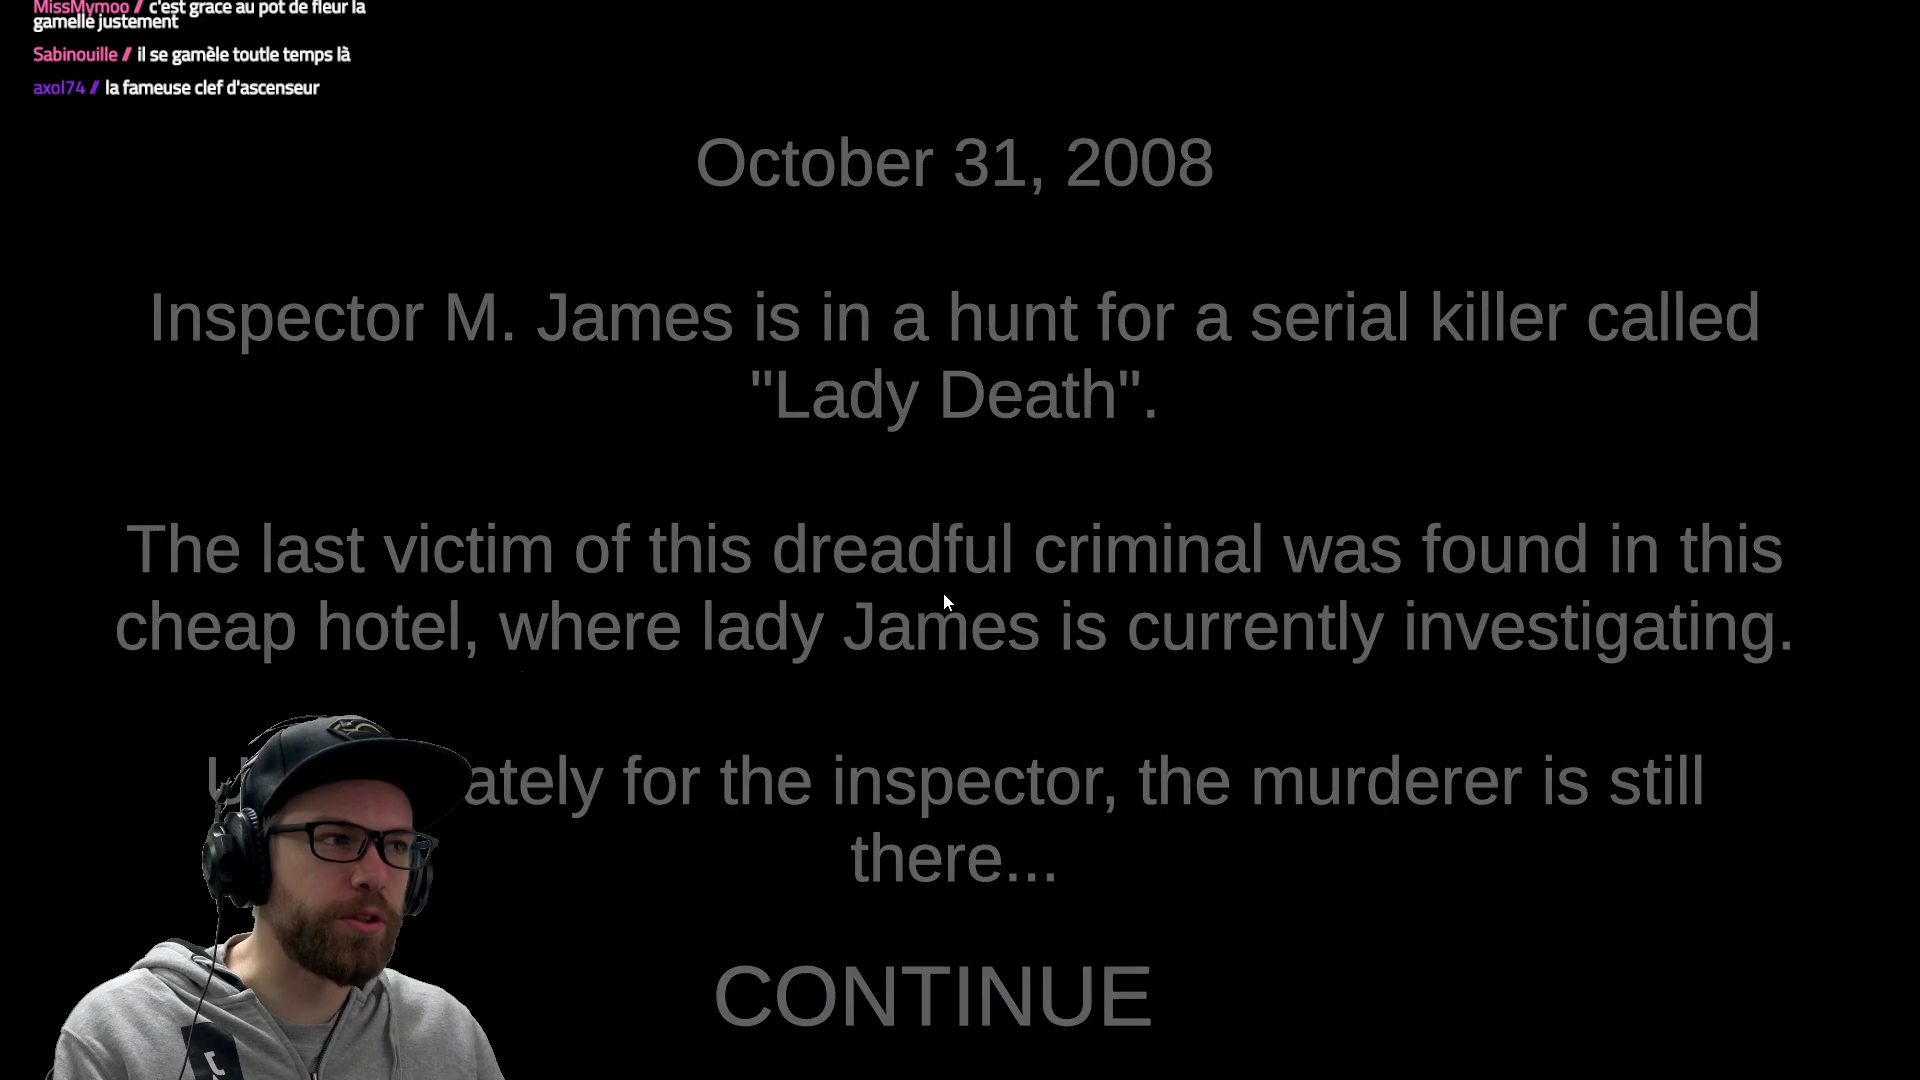 MissMymoo // c'est grace au pot de fleur la
gamelle justement
Sabinouille // il se gamèle toutle temps là
axol74 // la fameuse clef d'ascenseur
October 31, 2008
Inspector M. James is in a hunt for a serial killer called
"Lady Death".
The last victim of this dreadful criminal was found in this
cheap hotel, where lady James is currently investigating.
for the inspector, the murderer is still
there...
CONTINUE